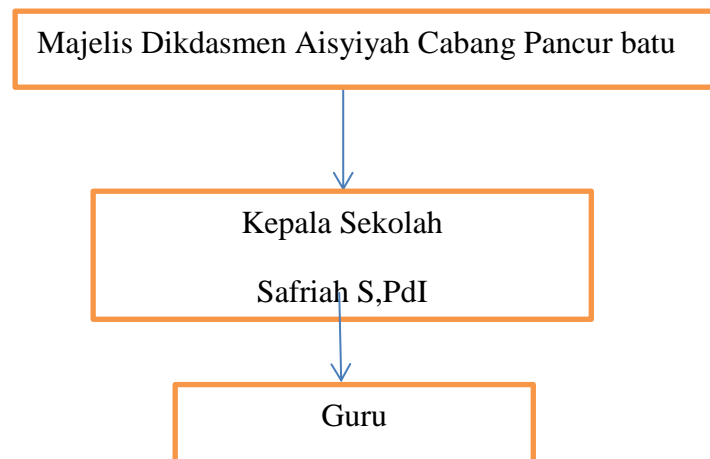 Majelis Dikdasmen Aisyiyah Cabang Pancur batu
Kepala Sekolah
Safriah S,PdI
Guru